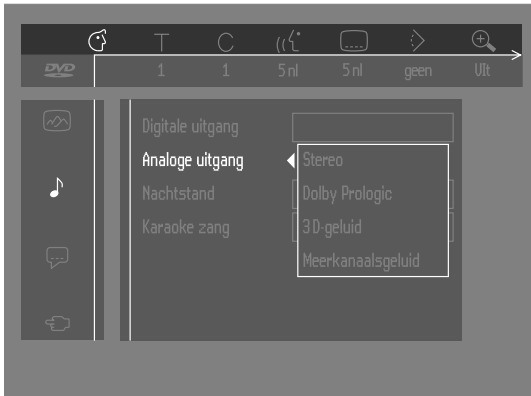 T C
DVD 1 1 5 nl 5 nl geen UIt
Digitale uitgang
Analoge uitgang Stereo
Nachtstand Dolby Prologic
Karaoke zang 3D-geluid
Meerkanaalsgeluid